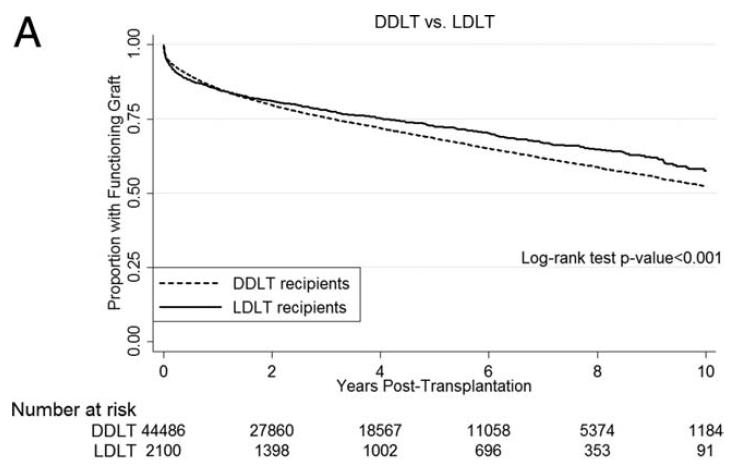 A
DDLT vs. LDLT
Proportion with Functioning Graft
1.00
0.75
0.50
0.25
0.00
Log-rank test p-value<0.001
DDLT recipients
LDLT recipients
0 2 4 6 8 10
Years Post-Transplantation
Number at risk
DDLT 44486 27860 18567 11058 5374 1184
LDLT 2100 1398 1002 696 353 91